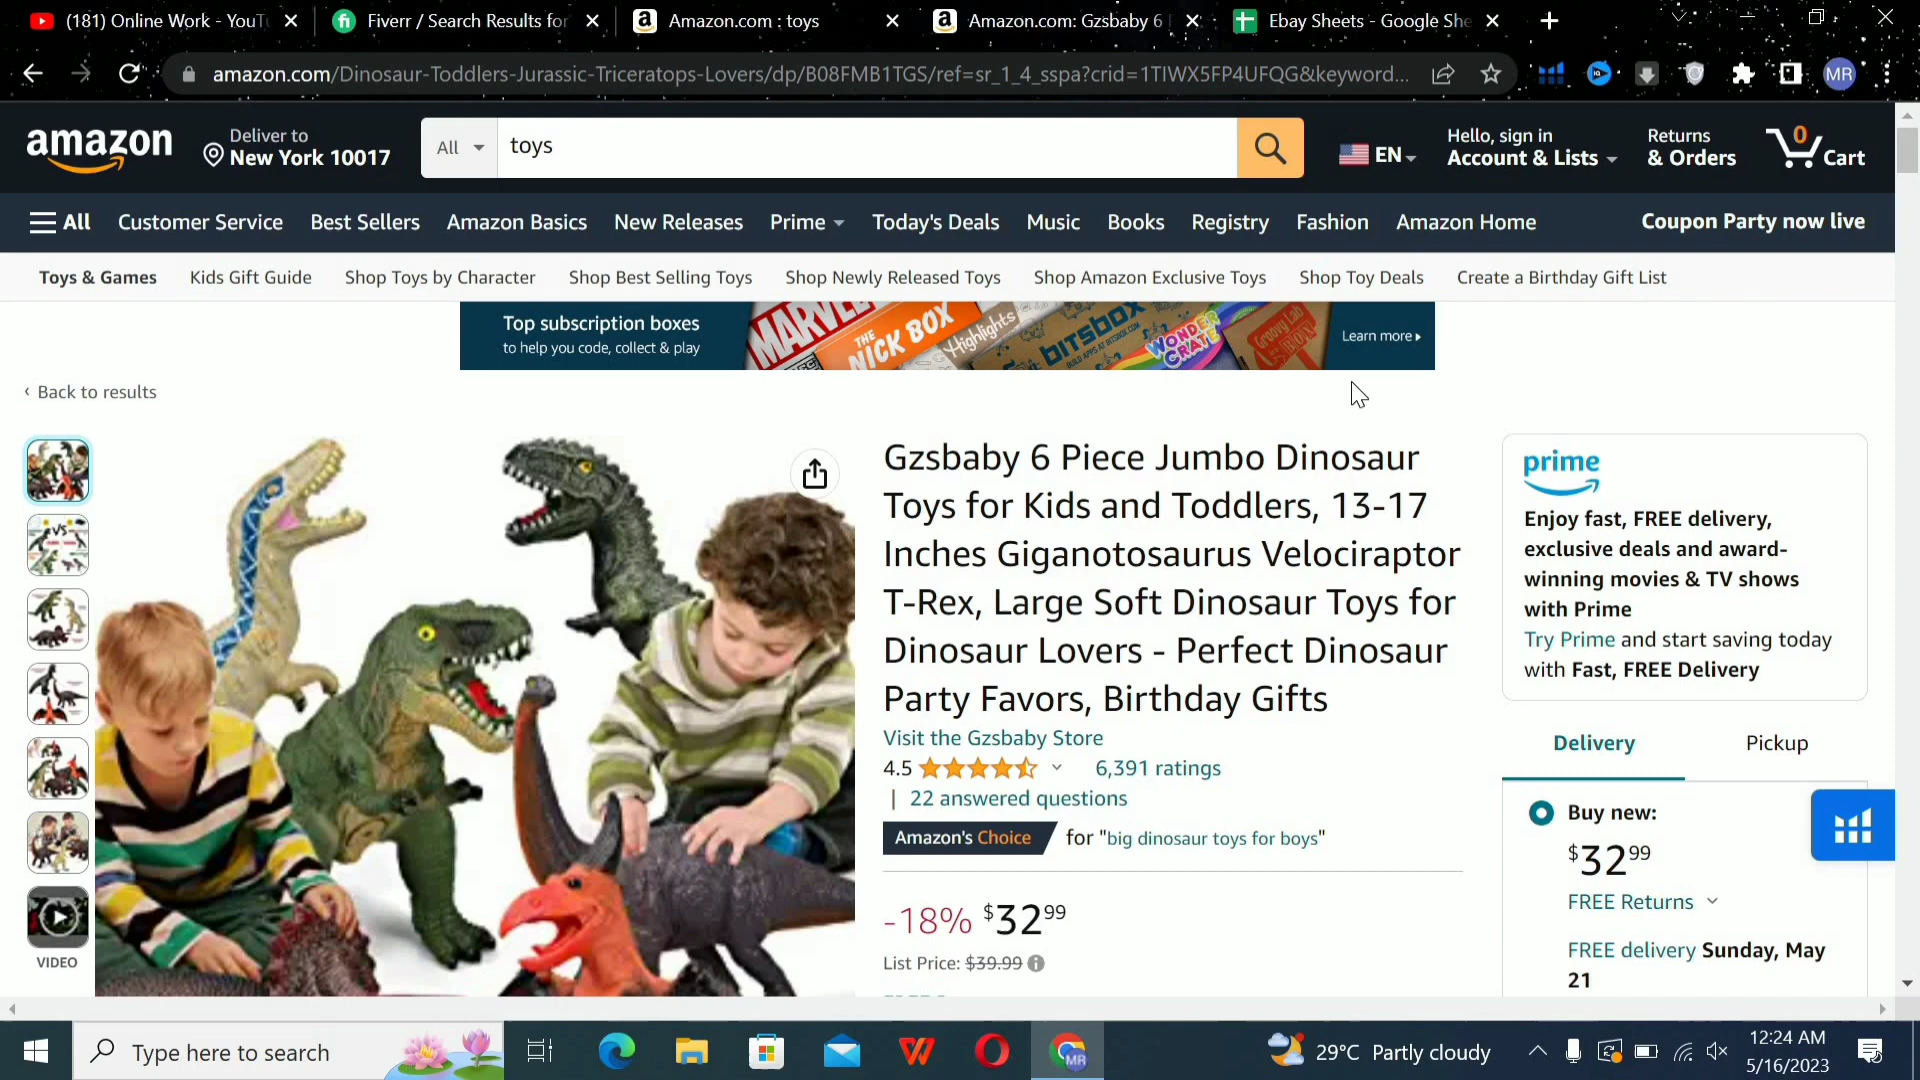 (181) Online Work - YouT
Fiverr / Search Results for
Amazon.com : toys
Amazon.com: Gzsbaby 6
Ebay Sheets - Google She
amazon.com/Dinosaur-Toddlers-Jurassic-Triceratops-Lovers/dp/B08FMB1TGS/ref=sr_1_4_sspa?crid=1TIWX5FP4UFQG&keyword...
MR
amazon
Deliver to
New York 10017
All
toys
EN
Hello, sign in
Account & Lists
Returns
& Orders
0
Cart
All
Customer Service
Best Sellers
Amazon Basics
New Releases
Prime
Today's Deals
Music
Books
Registry
Fashion
Amazon Home
Coupon Party now live
Toys & Games
Kids Gift Guide
Shop Toys by Character
Shop Best Selling Toys
Shop Newly Released Toys
Shop Amazon Exclusive Toys
Shop Toy Deals
Create a Birthday Gift List
Top subscription boxes
to help you code, collect & play
MARVEL
THE NICK BOX
Highlights
bitsbox
WONDER CRATE
Groovy Lab
Learn more
‹ Back to results
VS
VIDEO
Gzsbaby 6 Piece Jumbo Dinosaur
Toys for Kids and Toddlers, 13-17
Inches Giganotosaurus Velociraptor
T-Rex, Large Soft Dinosaur Toys for
Dinosaur Lovers - Perfect Dinosaur
Party Favors, Birthday Gifts
Visit the Gzsbaby Store
4.5 6,391 ratings
| 22 answered questions
Amazon's Choice for "big dinosaur toys for boys"
-18% $32 99
List Price: $39.99
prime
Enjoy fast, FREE delivery,
exclusive deals and award-
winning movies & TV shows
with Prime
Try Prime and start saving today
with Fast, FREE Delivery
Delivery
Pickup
Buy new:
$32 99
FREE Returns
FREE delivery Sunday, May
21
Type here to search
MR
29°C Partly cloudy
12:24 AM
5/16/2023